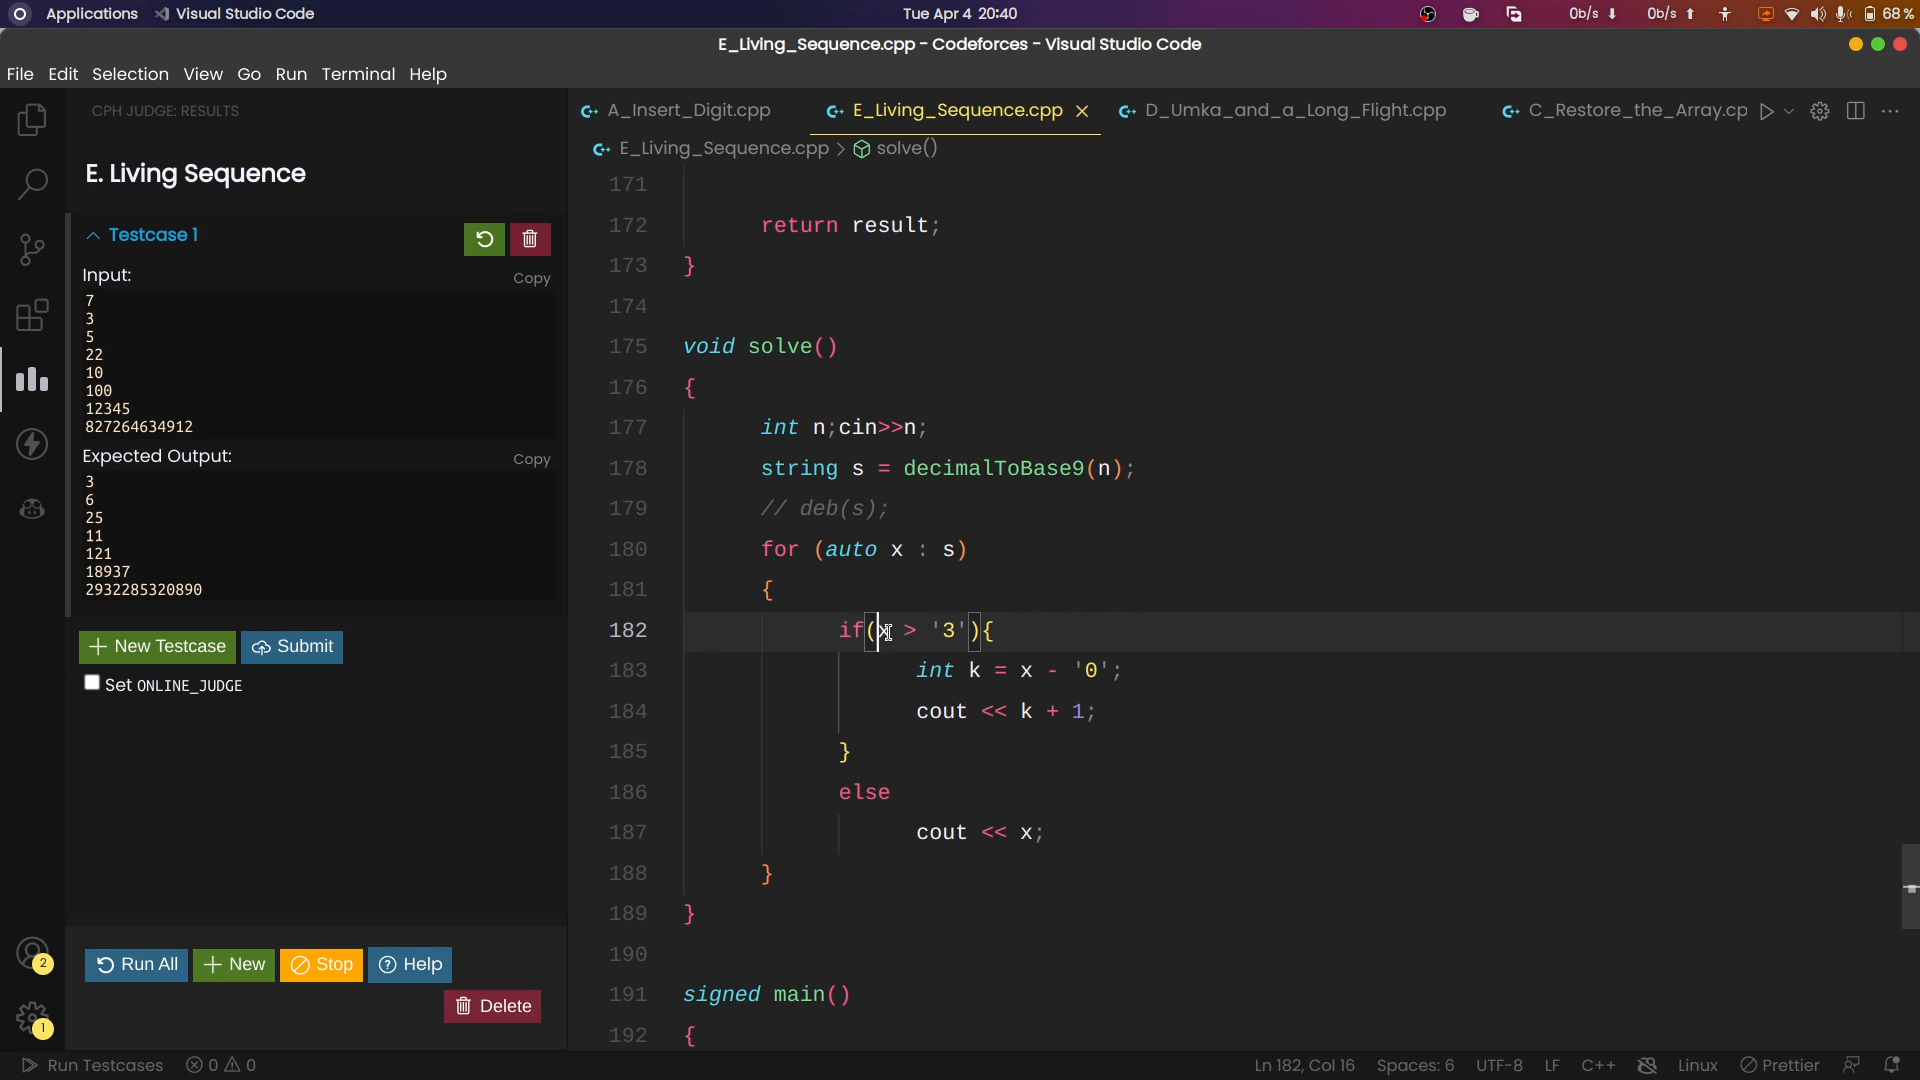 Applications Visual Studio Code Tue Apr 4 20:40 0b/s ⬇ 0b/s ⬆ 68 %
E_Living_Sequence.cpp - Codeforces - Visual Studio Code
File Edit Selection View Go Run Terminal Help
CPH JUDGE: RESULTS
E. Living Sequence
Testcase 1
Input:
Copy
7
3
5
22
10
100
12345
827264634912
Expected Output:
Copy
3
6
25
11
121
18937
2932285320890
New Testcase Submit
Set ONLINE_JUDGE
Run All New Stop Help
Delete
2
1
A_Insert_Digit.cpp E_Living_Sequence.cpp D_Umka_and_a_Long_Flight.cpp C_Restore_the_Array.cp
E_Living_Sequence.cpp > solve()
171
172 return result;
173 }
174
175 void solve()
176 {
177 int n;cin>>n;
178 string s = decimalToBase9(n);
179 // deb(s);
180 for (auto x : s)
181 {
182 if(x > '3'){
183 int k = x - '0';
184 cout << k + 1;
185 }
186 else
187 cout << x;
188 }
189 }
190
191 signed main()
192 {
Run Testcases 0 0 Ln 182, Col 16 Spaces: 6 UTF-8 LF C++ Linux Prettier